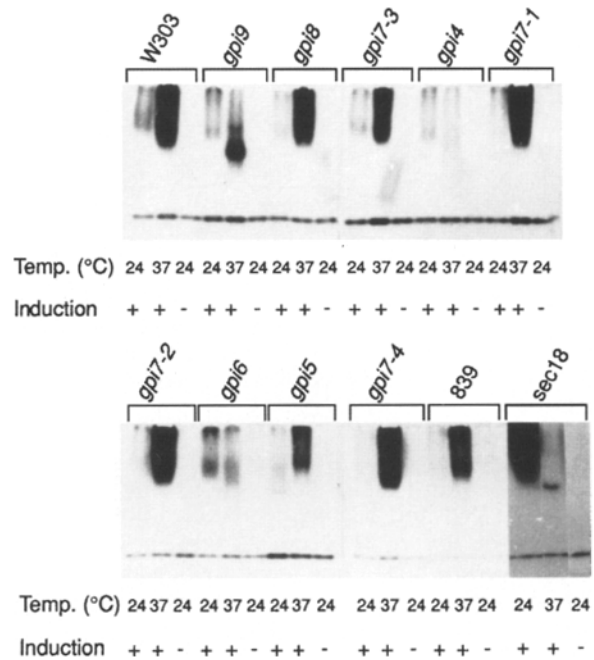 W303 gpi9 gpi8 gpi7-3 gpi4 gpi7-1
Temp. (°C) 24 37 24 24 37 24 24 37 24 24 37 24 24 37 24 24 37 24
Induction + + - + + - + + - + + - + + - + + -
gpi7-2 gpi6 gpi5 gpi7-4 839 sec18
Temp. (°C) 24 37 24 24 37 24 24 37 24 24 37 24 24 37 24 24 37 24
Induction + + - + + - + + - + + - + + - + + -